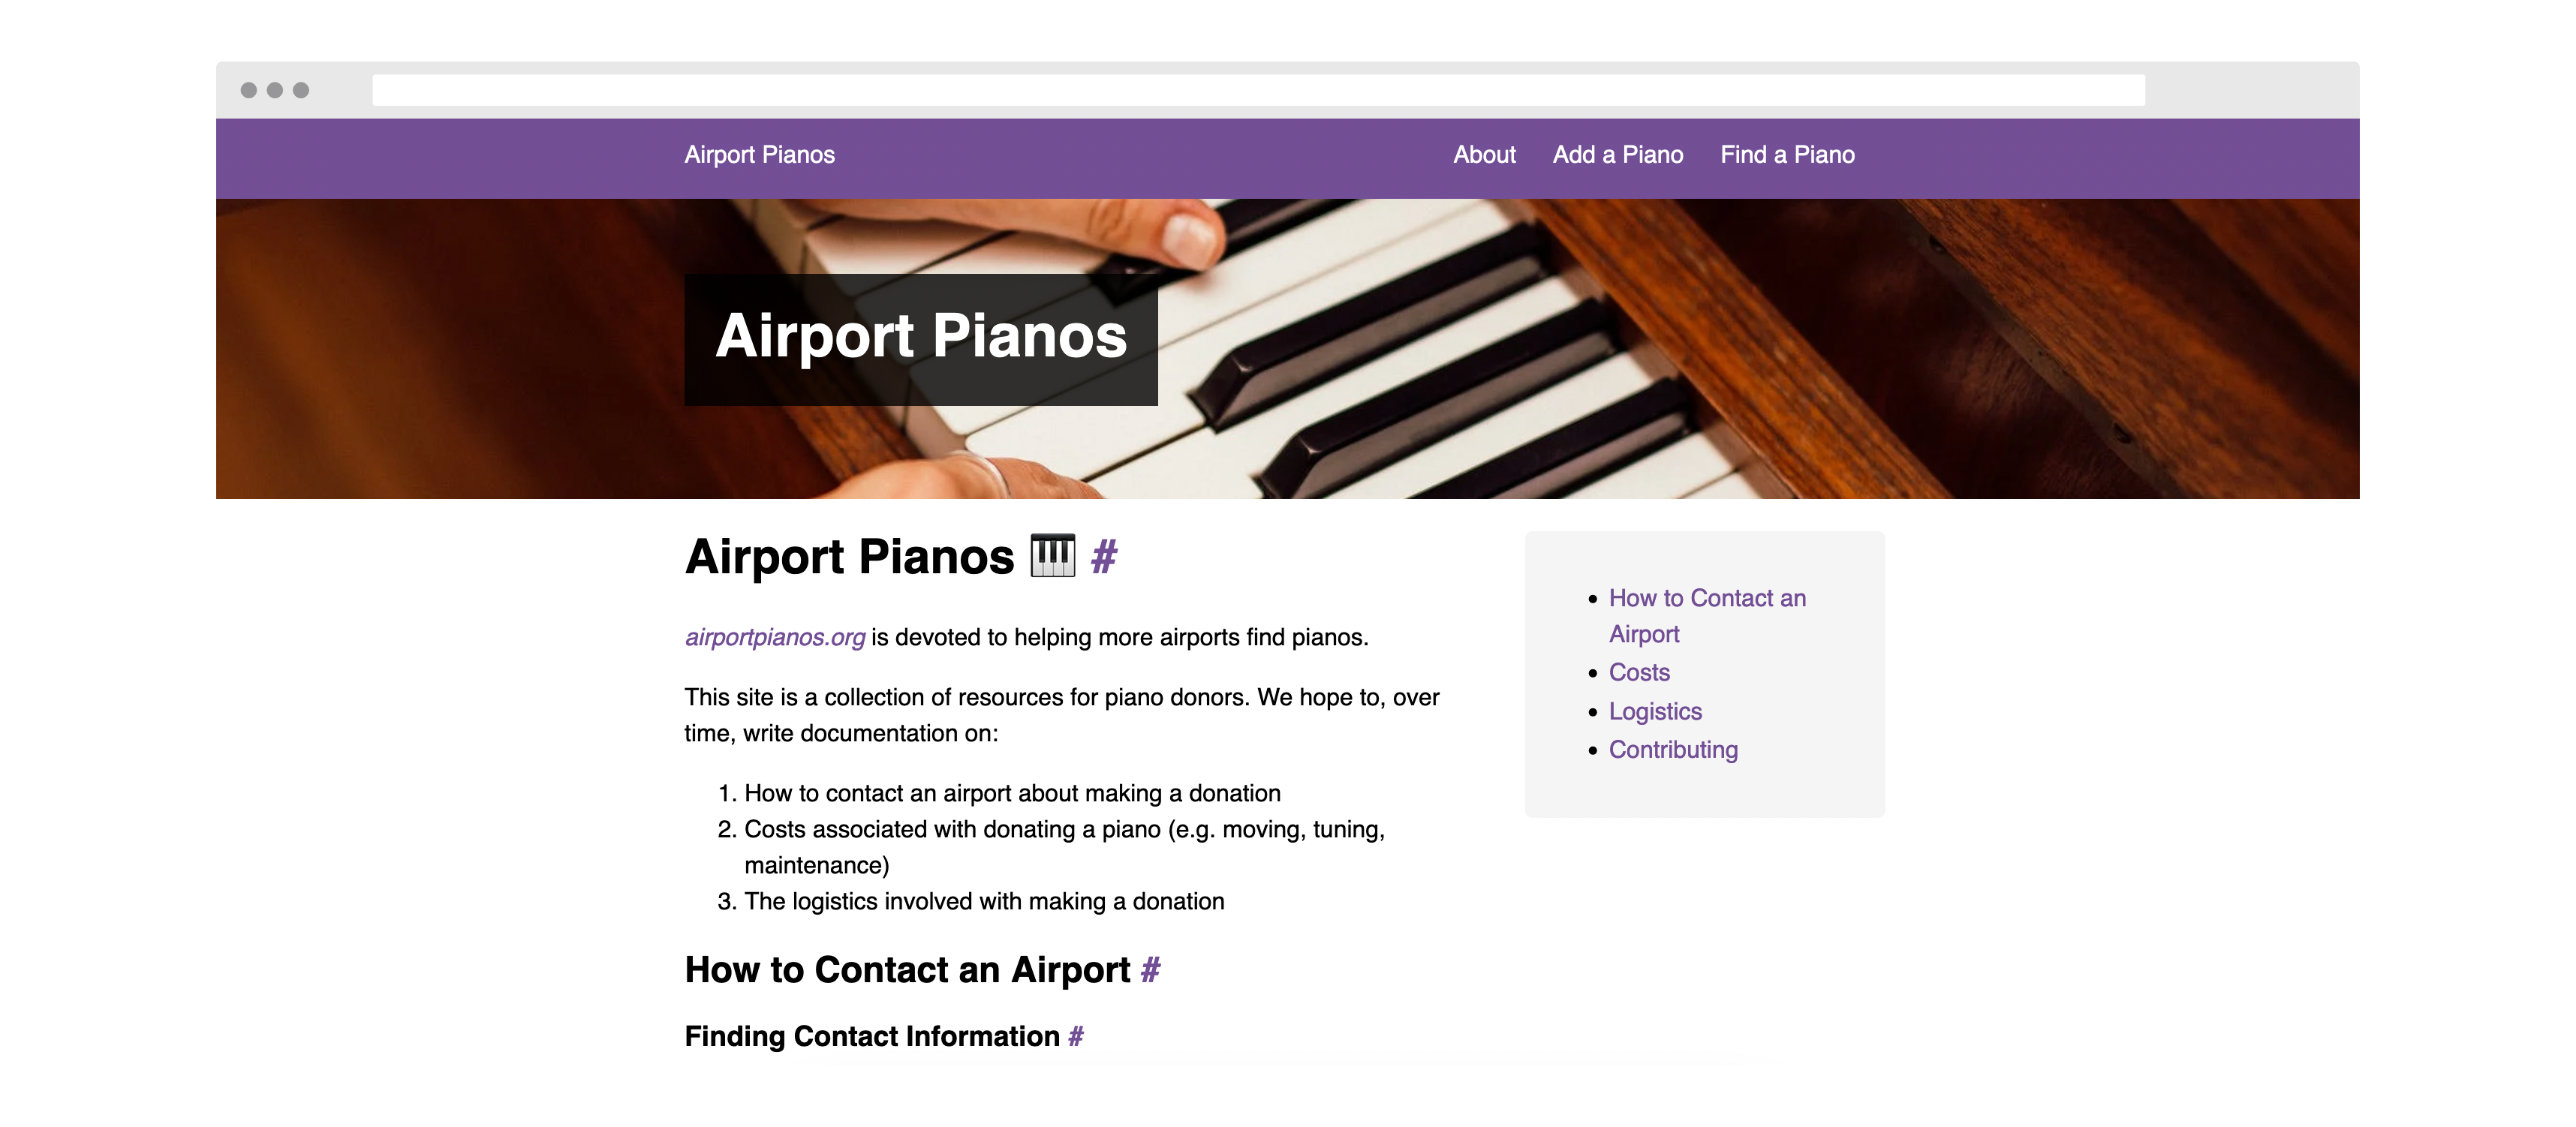 Airport Pianos
About Add a Piano Find a Piano
Airport Pianos
Airport Pianos 🎹 #
airportpianos.org is devoted to helping more airports find pianos.
This site is a collection of resources for piano donors. We hope to, over
time, write documentation on:
1. How to contact an airport about making a donation
2. Costs associated with donating a piano (e.g. moving, tuning,
maintenance)
3. The logistics involved with making a donation
How to Contact an Airport #
Finding Contact Information #
• How to Contact an
Airport
• Costs
• Logistics
• Contributing